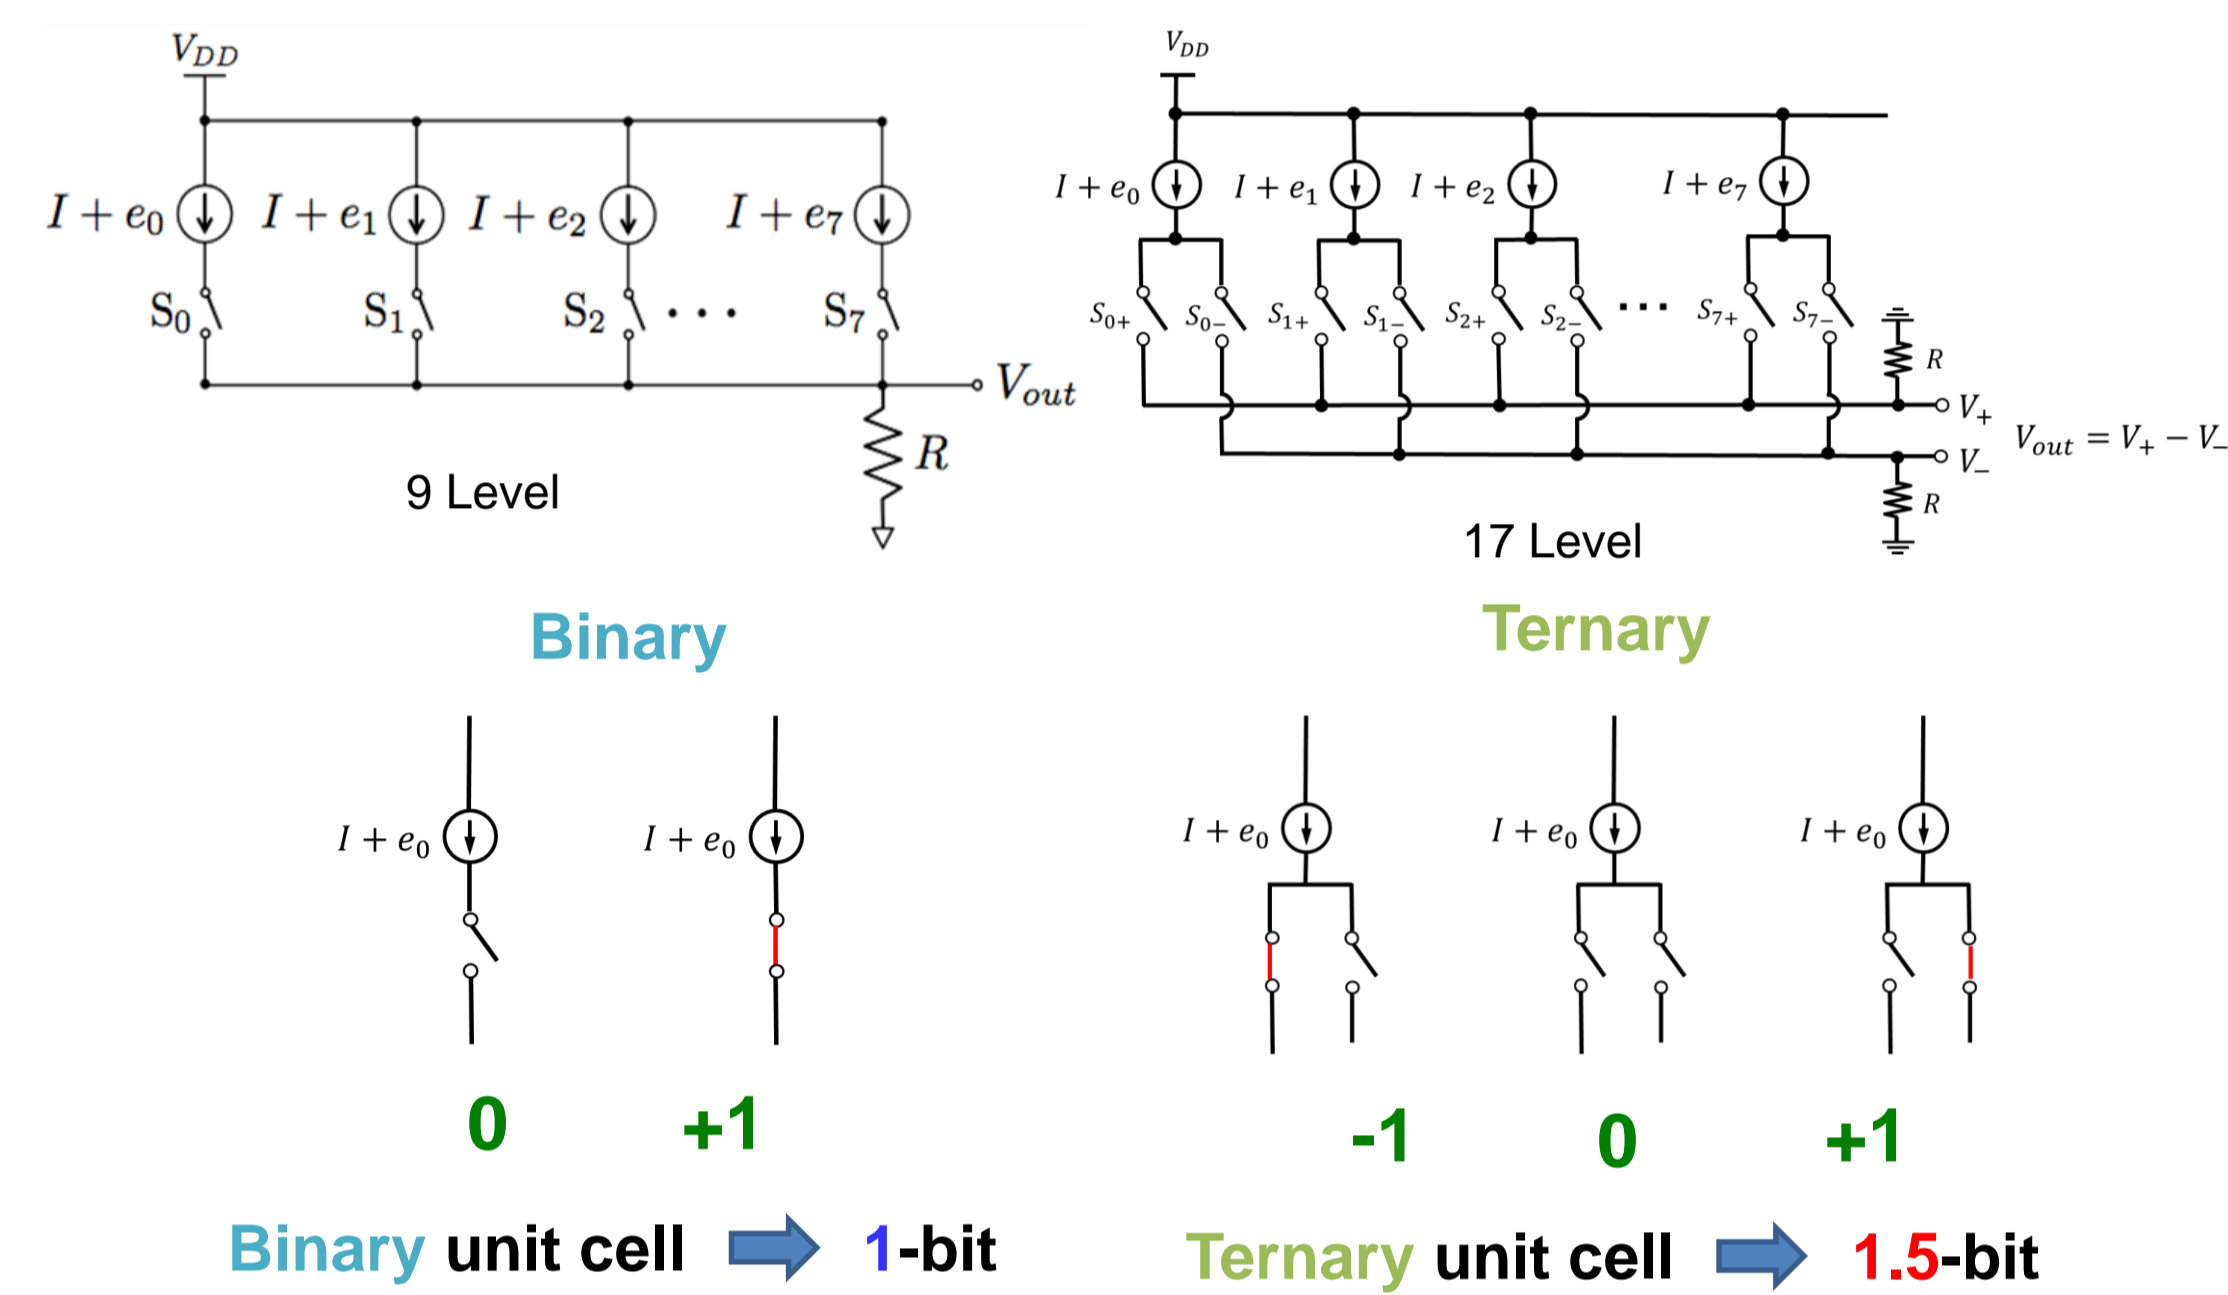 V_DD
I + e_0
I + e_1
I + e_2
I + e_7
S_0
S_1
S_2
· · ·
S_7
V_out
R
9 Level
Binary
V_DD
I + e_0
I + e_1
I + e_2
I + e_7
S_0+
S_0−
S_1+
S_1−
S_2+
S_2−
···
S_7+
S_7−
R
V_+
V_out = V_+ − V_−
V_−
R
17 Level
Ternary
I + e_0
I + e_0
I + e_0
I + e_0
I + e_0
0
+1
-1
0
+1
Binary unit cell 1-bit
Ternary unit cell 1.5-bit